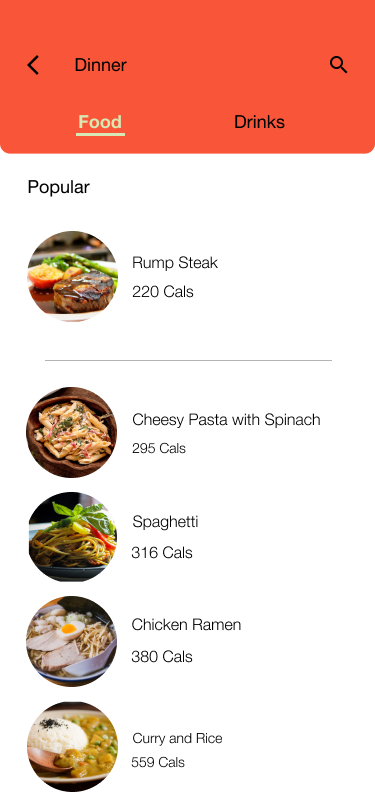 Dinner
Food
Drinks
Popular
Rump Steak
220 Cals
Cheesy Pasta with Spinach
295 Cals
Spaghetti
316 Cals
Chicken Ramen
380 Cals
Curry and Rice
559 Cals